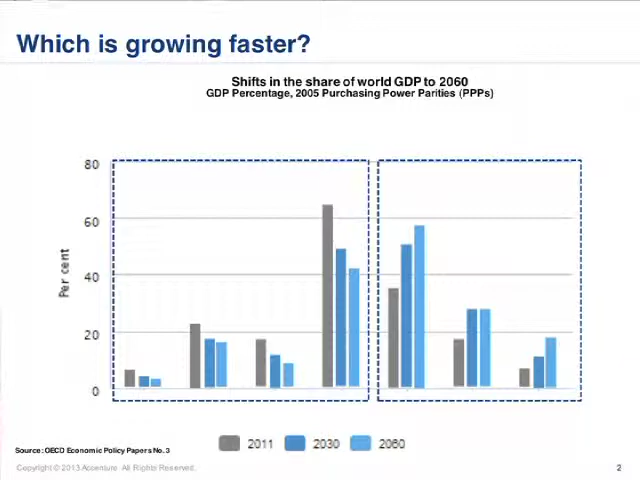 Which is growing faster?
Shifts in the share of world GDP to 2060
GDP Percentage, 2005 Purchasing Power Parities (PPPs)
80
60
40
20
0
Per cent
2011
2030
2060
Source: OECD Economic Policy Papers No. 3
Copyright © 2013 Accenture All Rights Reserved.
2